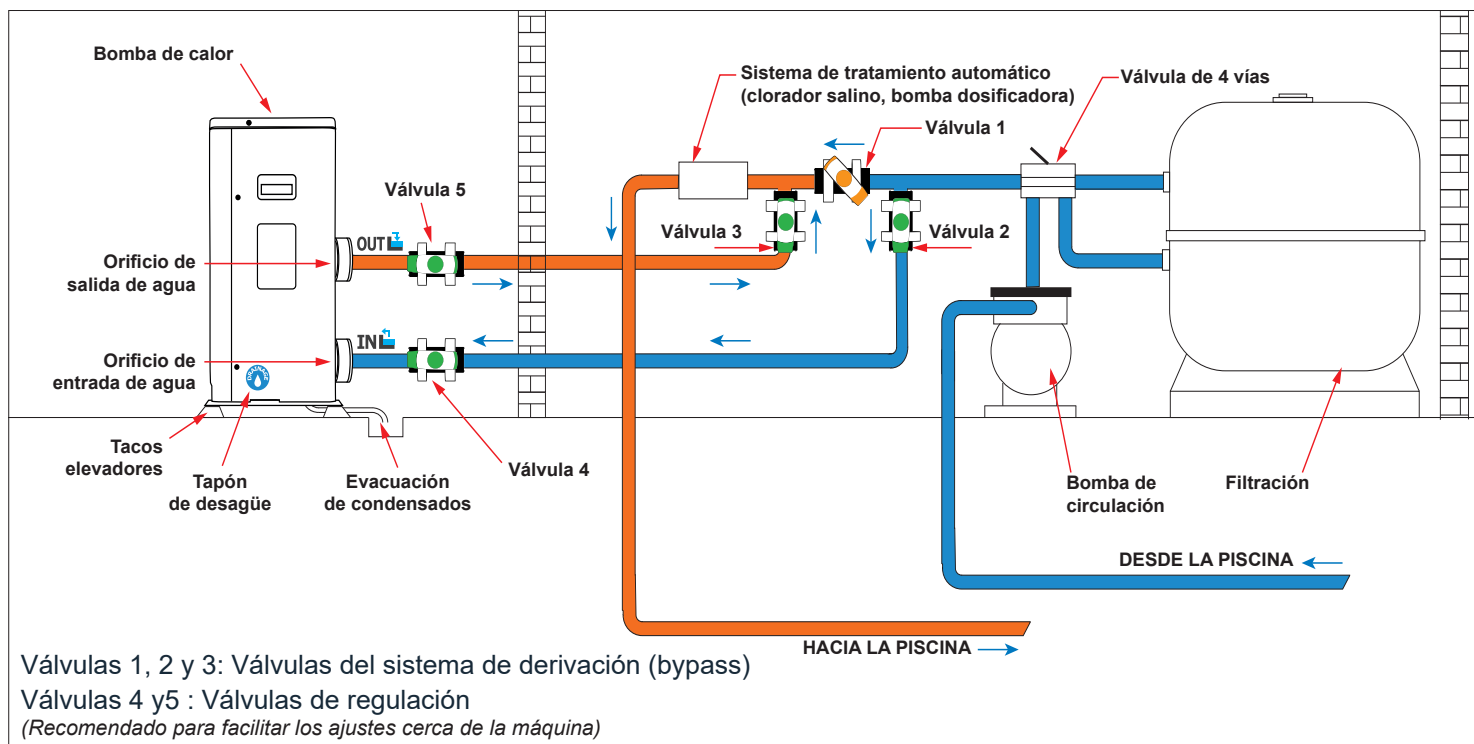 Bomba de calor
Sistema de tratamiento automático
(clorador salino, bomba dosificadora)
Válvula de 4 vías
Válvula 1
Válvula 5
Válvula 3
Válvula 2
OUT
Orificio de
salida de agua
IN
Orificio de
entrada de agua
Tacos
elevadores
Tapón
de desagüe
Evacuación
de condensados
Válvula 4
Bomba de
circulación
Filtración
DESDE LA PISCINA
HACIA LA PISCINA
Válvulas 1, 2 y 3: Válvulas del sistema de derivación (bypass)
Válvulas 4 y5 : Válvulas de regulación
(Recomendado para facilitar los ajustes cerca de la máquina)